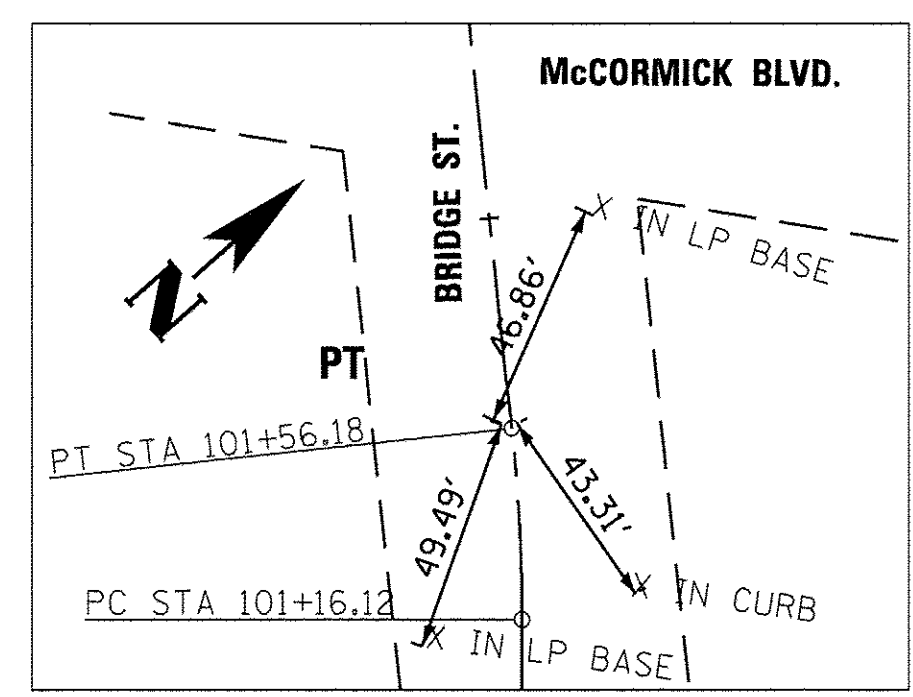 McCORMICK BLVD.
BRIDGE ST.
X IN LP BASE
N
46.86'
PT
PT STA 101+56.18
49.49'
43.31'
PC STA 101+16.12
X IN CURB
X IN LP BASE